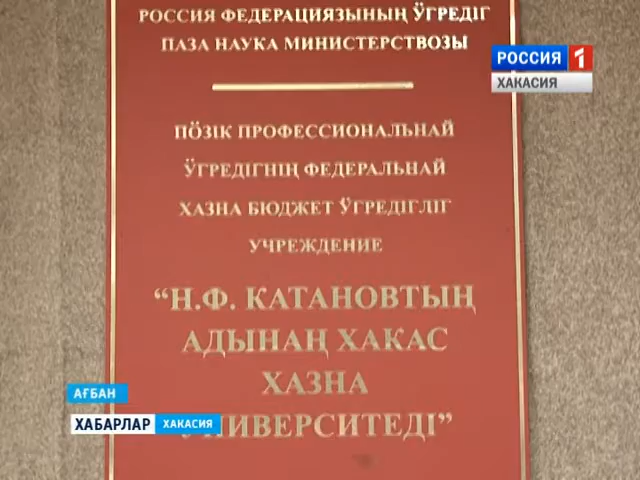 РОССИЯ ФЕДЕРАЦИЯЗЫНЫҢ ӰГРЕДІГ
ПАЗА НАУКА МИНИСТЕРСТВОЗЫ
РОССИЯ 1
ХАКАСИЯ
ПӦЗІК ПРОФЕССИОНАЛЬНАЙ
ӰГРЕДІГНІҢ ФЕДЕРАЛЬНАЙ
ХАЗНА БЮДЖЕТ ӰГРЕДІГЛІГ
УЧРЕЖДЕНИЕ
“Н.Ф. КАТАНОВТЫҢ
АДЫНАҢ ХАКАС
ХАЗНА
УНИВЕРСИТЕДІ”
АҒБАН
ХАБАРЛАР ХАКАСИЯ